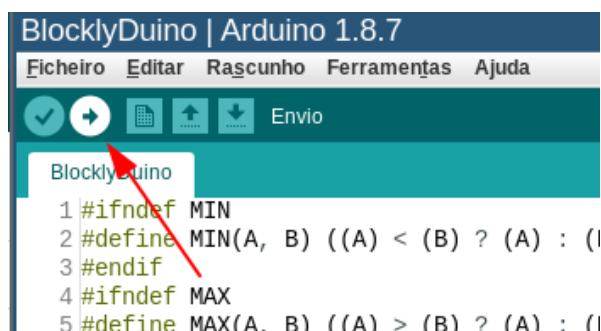 BlocklyDuino | Arduino 1.8.7
Ficheiro Editar Rascunho Ferramentas Ajuda
Envio
BlocklyDuino
1 #ifndef MIN
2 #define MIN(A, B) ((A) < (B) ? (A) : (
3 #endif
4 #ifndef MAX
5 #define MAX(A, B) ((A) > (B) ? (A) : (